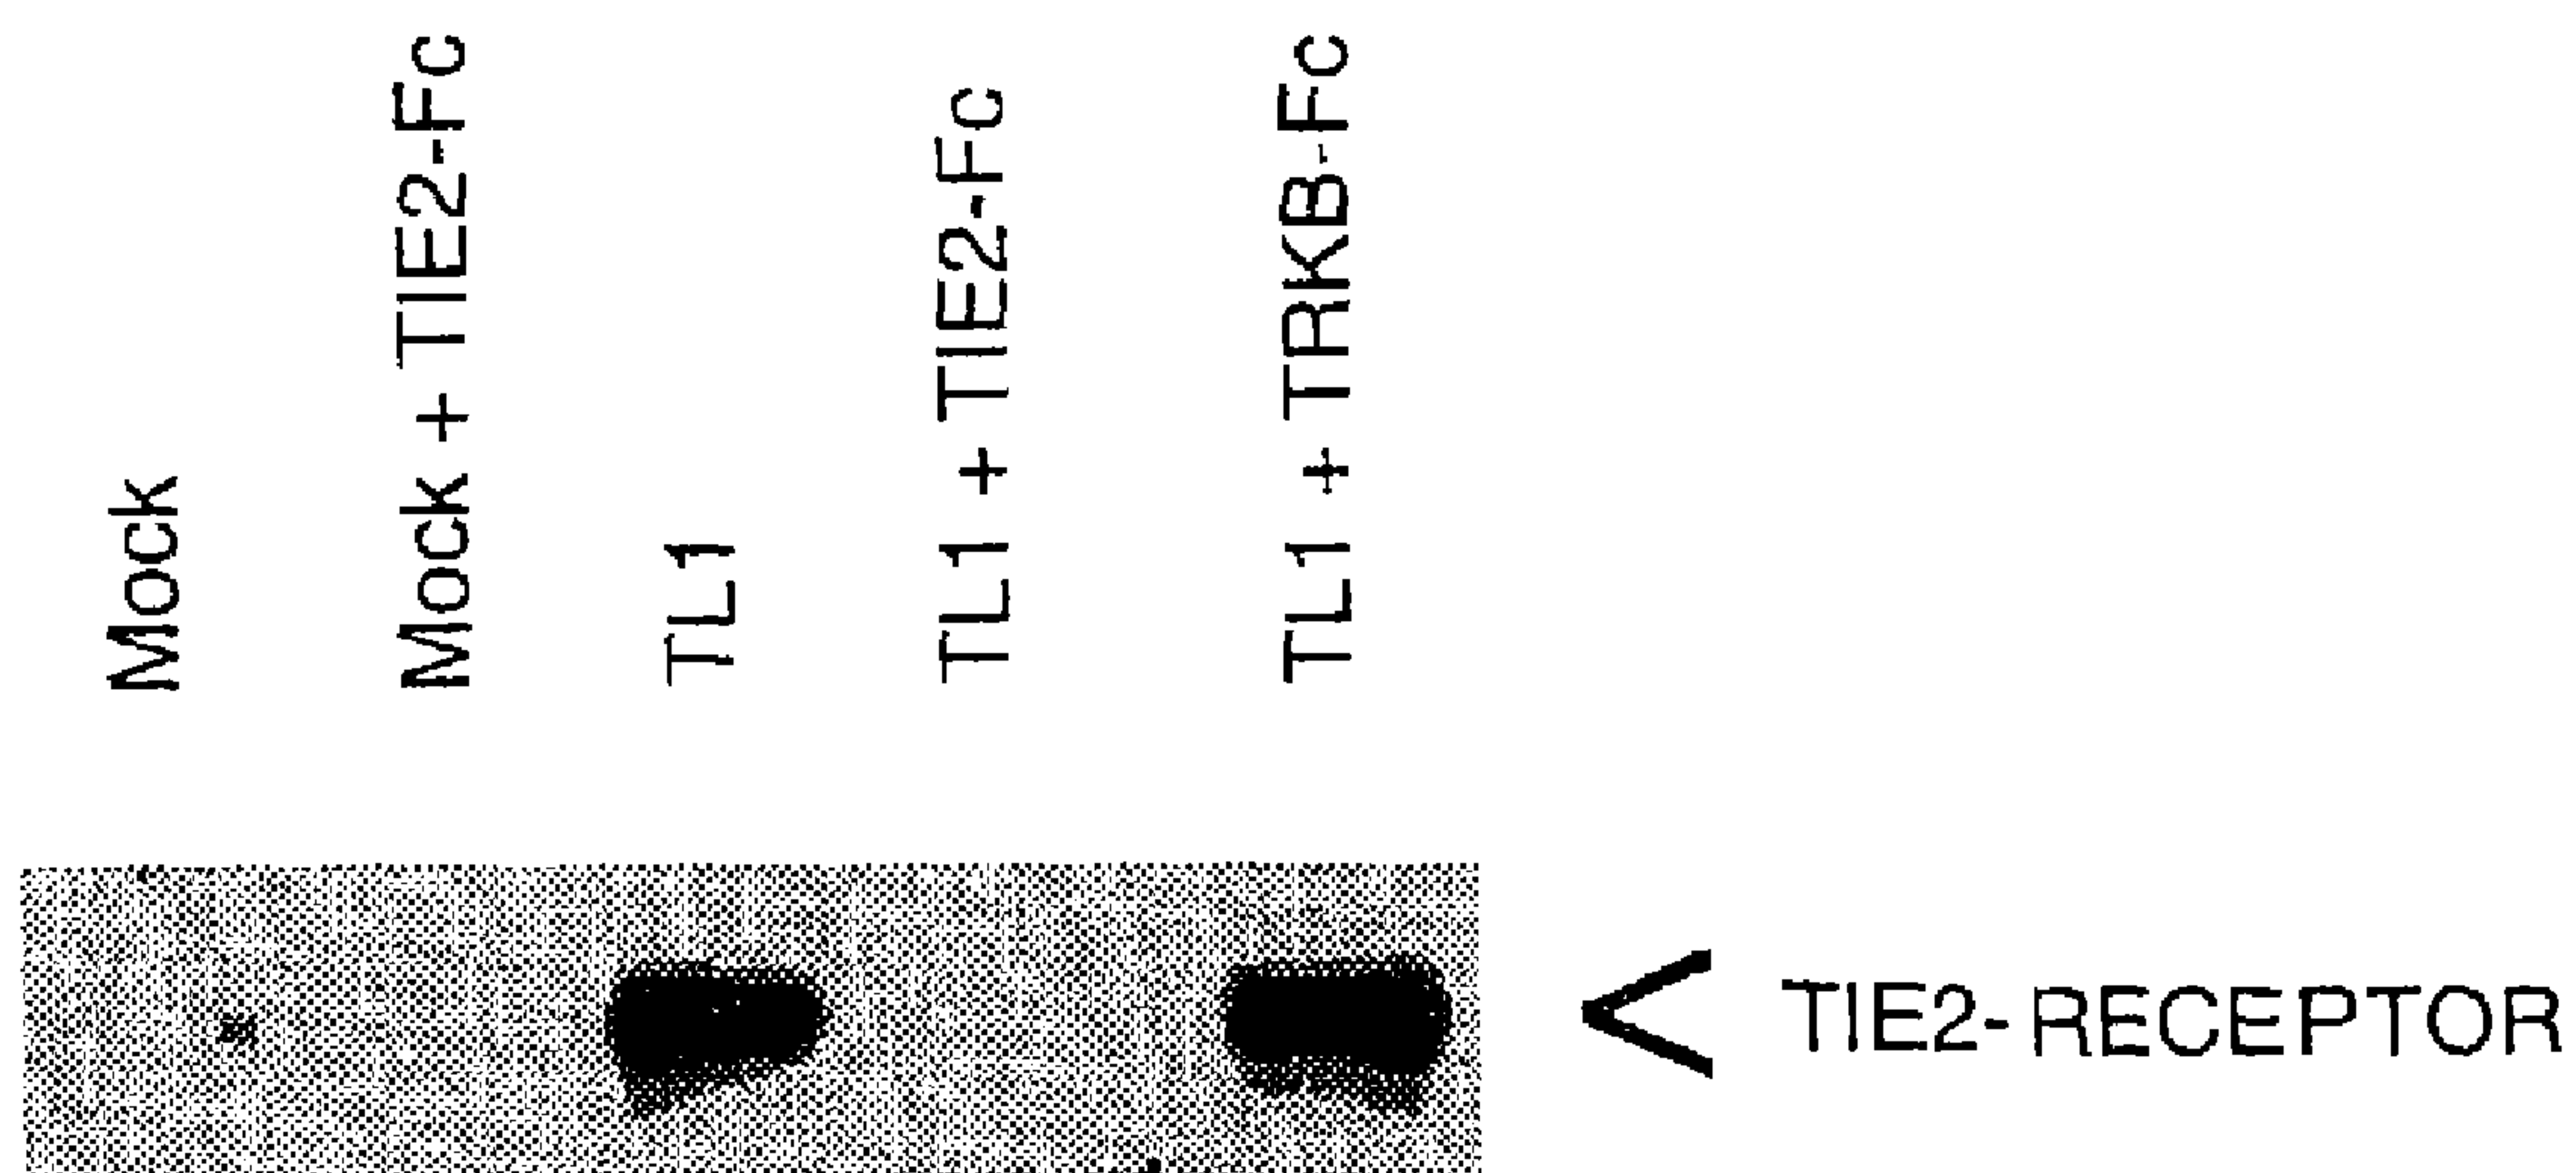 Mock
Mock + TIE2-Fc
TL1
TL1 + TIE2-Fc
TL1 + TRKB-Fc
< TIE2-RECEPTOR